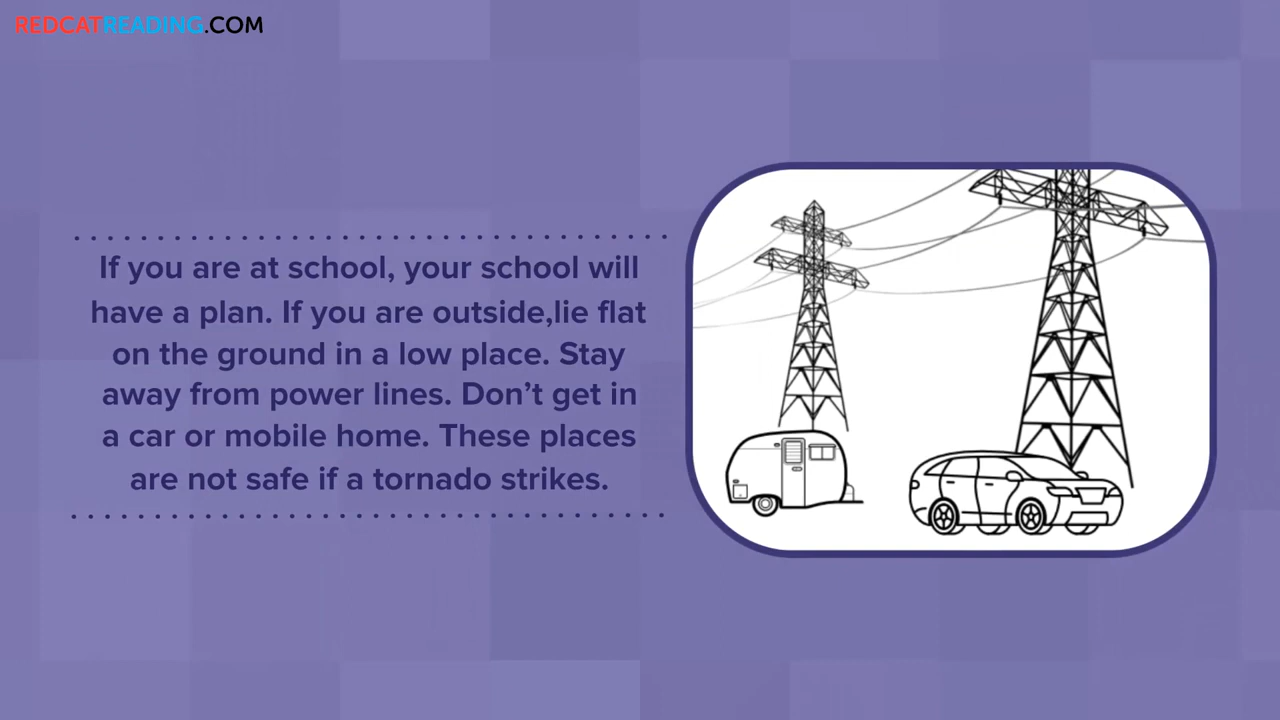 REDCATREADING.COM
If you are at school, your school will
have a plan. If you are outside,lie flat
on the ground in a low place. Stay
away from power lines. Don’t get in
a car or mobile home. These places
are not safe if a tornado strikes.